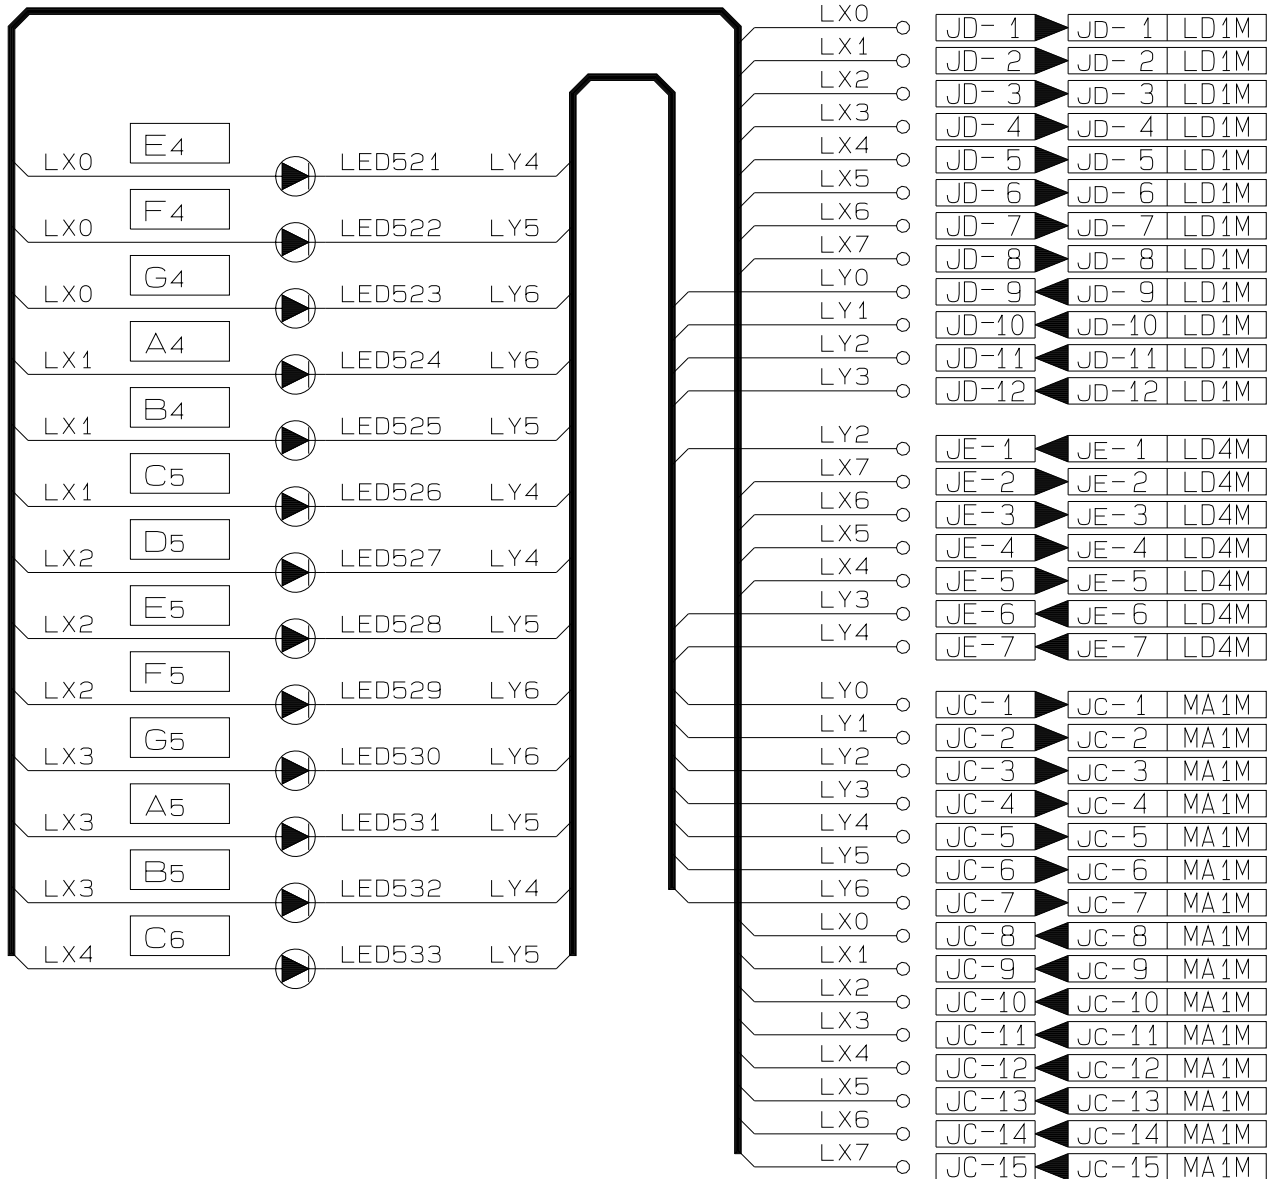 E4
LX0 LED521 LY4
F4
LX0 LED522 LY5
G4
LX0 LED523 LY6
A4
LX1 LED524 LY6
B4
LX1 LED525 LY5
C5
LX1 LED526 LY4
D5
LX2 LED527 LY4
E5
LX2 LED528 LY5
F5
LX2 LED529 LY6
G5
LX3 LED530 LY6
A5
LX3 LED531 LY5
B5
LX3 LED532 LY4
C6
LX4 LED533 LY5
LX0 JD- 1 JD- 1 LD1M
LX1 JD- 2 JD- 2 LD1M
LX2 JD- 3 JD- 3 LD1M
LX3 JD- 4 JD- 4 LD1M
LX4 JD- 5 JD- 5 LD1M
LX5 JD- 6 JD- 6 LD1M
LX6 JD- 7 JD- 7 LD1M
LX7 JD- 8 JD- 8 LD1M
LY0 JD- 9 JD- 9 LD1M
LY1 JD-10 JD-10 LD1M
LY2 JD-11 JD-11 LD1M
LY3 JD-12 JD-12 LD1M
LY2 JE-1 JE- 1 LD4M
LX7 JE-2 JE- 2 LD4M
LX6 JE-3 JE- 3 LD4M
LX5 JE-4 JE- 4 LD4M
LX4 JE-5 JE- 5 LD4M
LY3 JE-6 JE- 6 LD4M
LY4 JE-7 JE- 7 LD4M
LY0 JC-1 JC- 1 MA1M
LY1 JC-2 JC- 2 MA1M
LY2 JC-3 JC- 3 MA1M
LY3 JC-4 JC- 4 MA1M
LY4 JC-5 JC- 5 MA1M
LY5 JC-6 JC- 6 MA1M
LY6 JC-7 JC- 7 MA1M
LX0 JC-8 JC- 8 MA1M
LX1 JC-9 JC- 9 MA1M
LX2 JC-10 JC-10 MA1M
LX3 JC-11 JC-11 MA1M
LX4 JC-12 JC-12 MA1M
LX5 JC-13 JC-13 MA1M
LX6 JC-14 JC-14 MA1M
LX7 JC-15 JC-15 MA1M